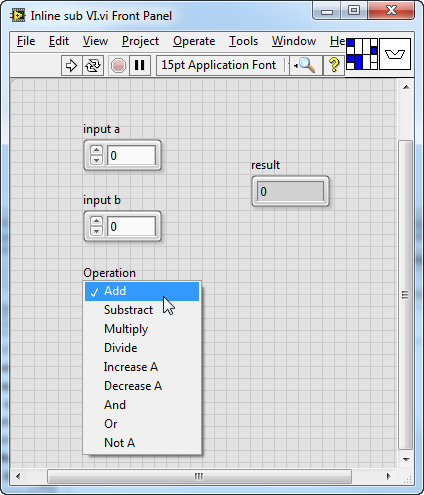 Inline sub VI.vi Front Panel
File Edit View Project Operate Tools Window He
15pt Application Font
?
input a
0
result
0
input b
0
Operation
✓ Add
Substract
Multiply
Divide
Increase A
Decrease A
And
Or
Not A